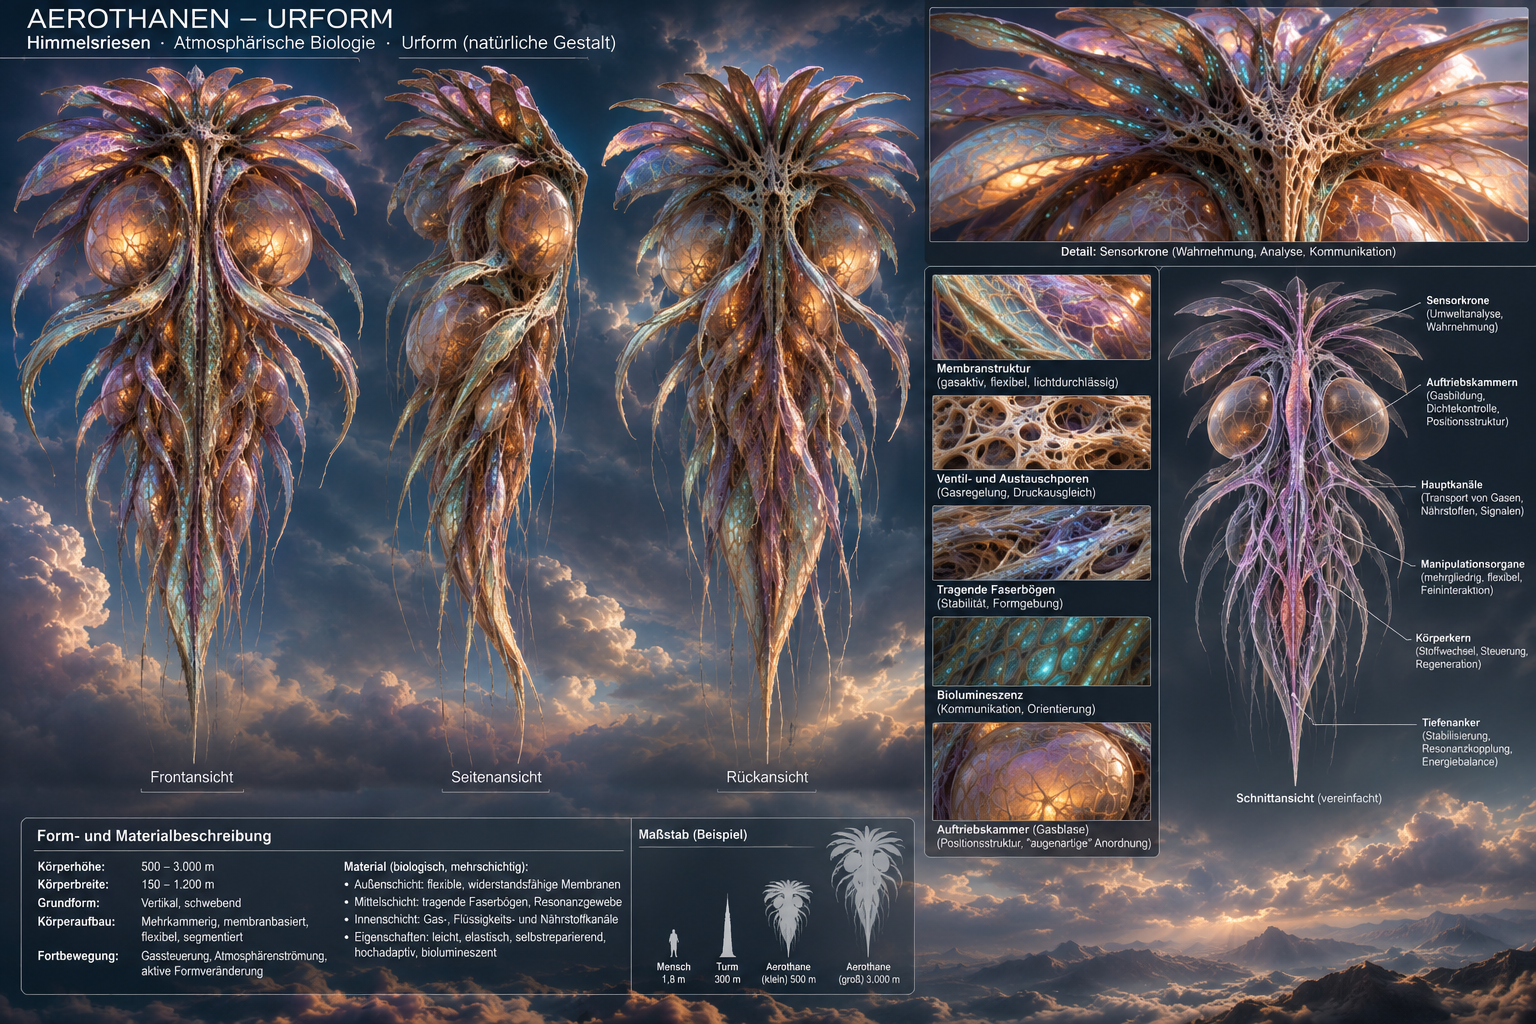 AEROTHANEN – URFORM
Himmelsriesen · Atmosphärische Biologie · Urform (natürliche Gestalt)
Frontansicht
Seitenansicht
Rückansicht
Detail: Sensorkrone (Wahrnehmung, Analyse, Kommunikation)
Membranstruktur
(gasaktiv, flexibel, lichtdurchlässig)
Ventil- und Austauschporen
(Gasregelung, Druckausgleich)
Tragende Faserbögen
(Stabilität, Formgebung)
Biolumineszenz
(Kommunikation, Orientierung)
Auftriebskammer (Gasblase)
(Positionsstruktur, "augenartige" Anordnung)
Sensorkrone
(Umweltanalyse,
Wahrnehmung)
Auftriebskammern
(Gasbildung,
Dichtekontrolle,
Positionsstruktur)
Hauptkanäle
(Transport von Gasen,
Nährstoffen, Signalen)
Manipulationsorgane
(mehrgliedrig, flexibel,
Feininteraktion)
Körperkern
(Stoffwechsel, Steuerung,
Regeneration)
Tiefenanker
(Stabilisierung,
Resonanzkopplung,
Energiebalance)
Schnittansicht (vereinfacht)
Form- und Materialbeschreibung
Körperhöhe: 500 – 3.000 m
Körperbreite: 150 – 1.200 m
Grundform: Vertikal, schwebend
Körperaufbau: Mehrkammerig, membranbasiert,
flexibel, segmentiert
Fortbewegung: Gassteuerung, Atmosphärenströmung,
aktive Formveränderung
Material (biologisch, mehrschichtig):
• Außenschicht: flexible, widerstandsfähige Membranen
• Mittelschicht: tragende Faserbögen, Resonanzgewebe
• Innenschicht: Gas-, Flüssigkeits- und Nährstoffkanäle
• Eigenschaften: leicht, elastisch, selbstreparierend,
hochadaptiv, biolumineszent
Maßstab (Beispiel)
Mensch
1,8 m
Turm
300 m
Aerothane
(klein) 500 m
Aerothane
(groß) 3.000 m